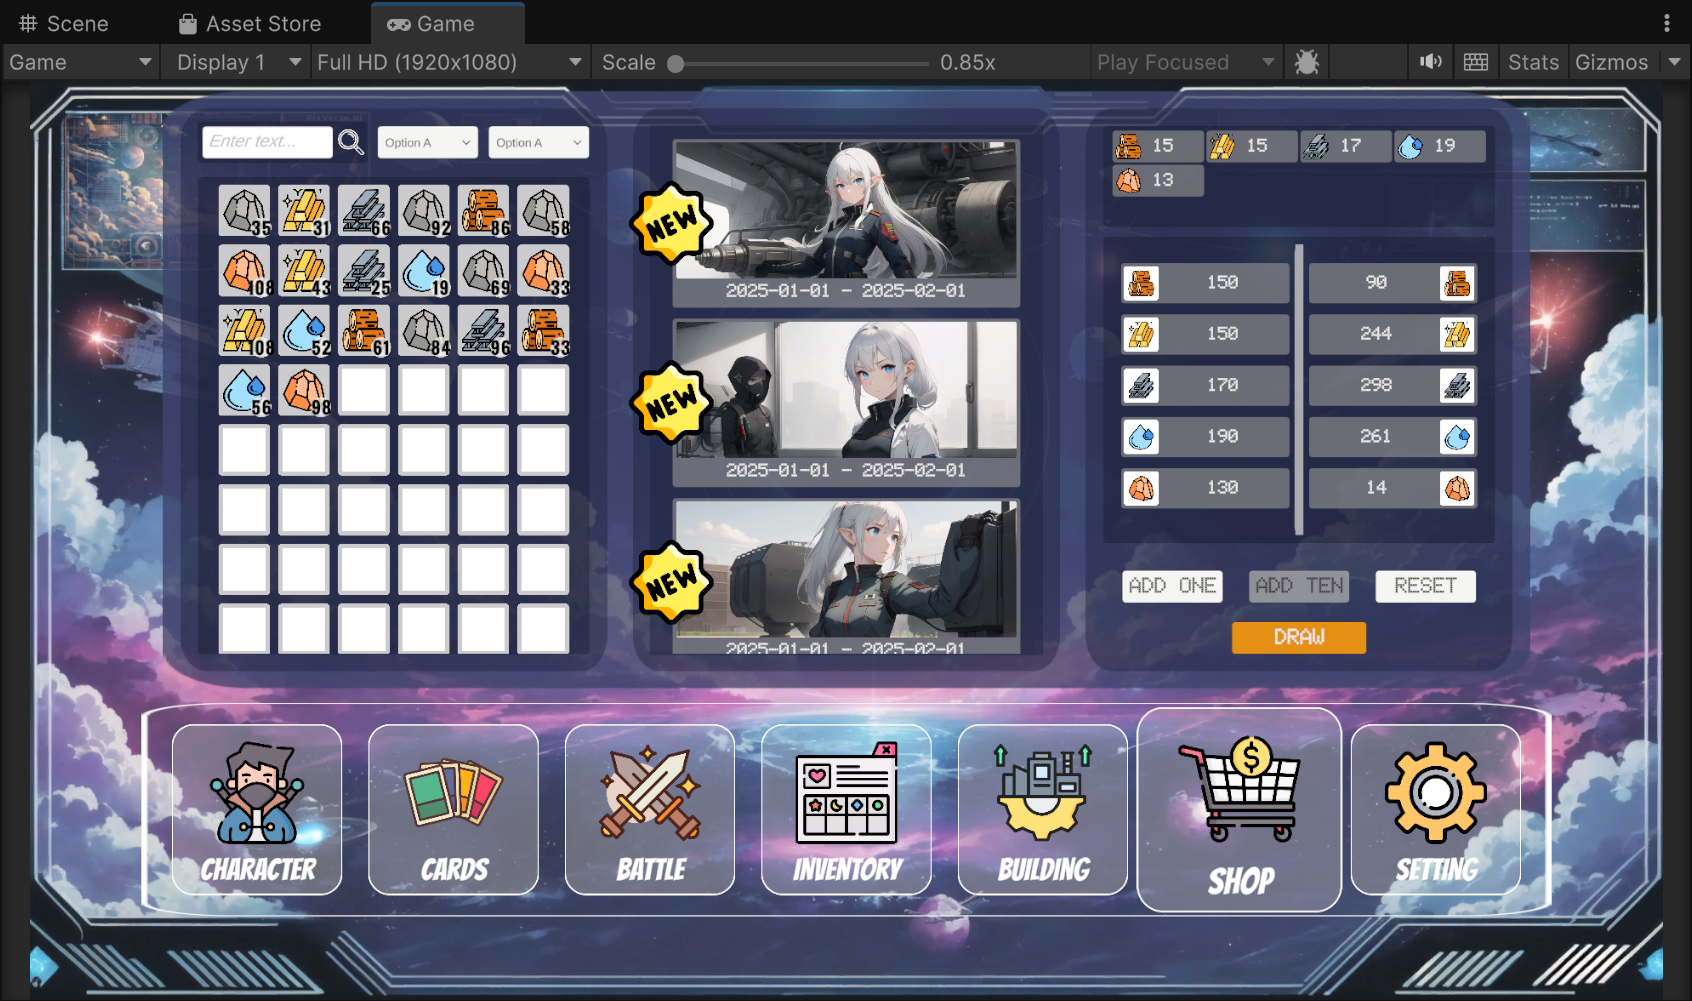 Scene
Asset Store
Game
Game
Display 1
Full HD (1920x1080)
Scale
0.85x
Play Focused
Stats
Gizmos
Enter text...
Option A
Option A
35
31
66
92
86
58
108
43
25
19
69
33
108
52
61
84
96
33
56
98
NEW
2025-01-01 - 2025-02-01
NEW
2025-01-01 - 2025-02-01
NEW
2025-01-01 - 2025-02-01
15
15
17
19
13
150
90
150
244
170
298
190
261
130
14
ADD ONE
ADD TEN
RESET
DRAW
CHARACTER
CARDS
BATTLE
INVENTORY
BUILDING
$
SHOP
SETTING